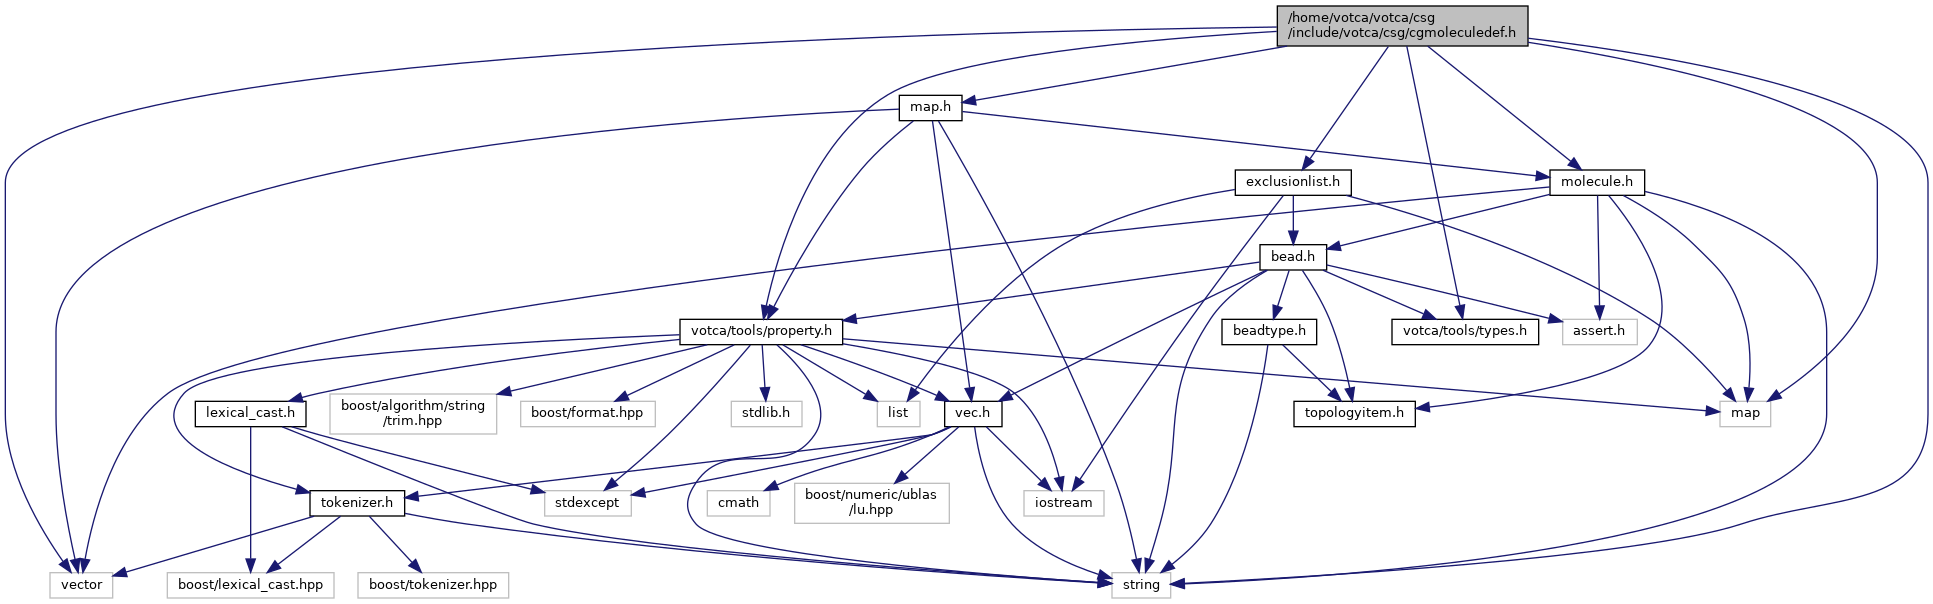 /home/votca/votca/csg
/include/votca/csg/cgmoleculedef.h
map.h
exclusionlist.h
molecule.h
bead.h
votca/tools/property.h
beadtype.h
votca/tools/types.h
assert.h
lexical_cast.h
boost/algorithm/string
/trim.hpp
boost/format.hpp
stdlib.h
list
vec.h
topologyitem.h
map
tokenizer.h
stdexcept
cmath
boost/numeric/ublas
/lu.hpp
iostream
vector
boost/lexical_cast.hpp
boost/tokenizer.hpp
string